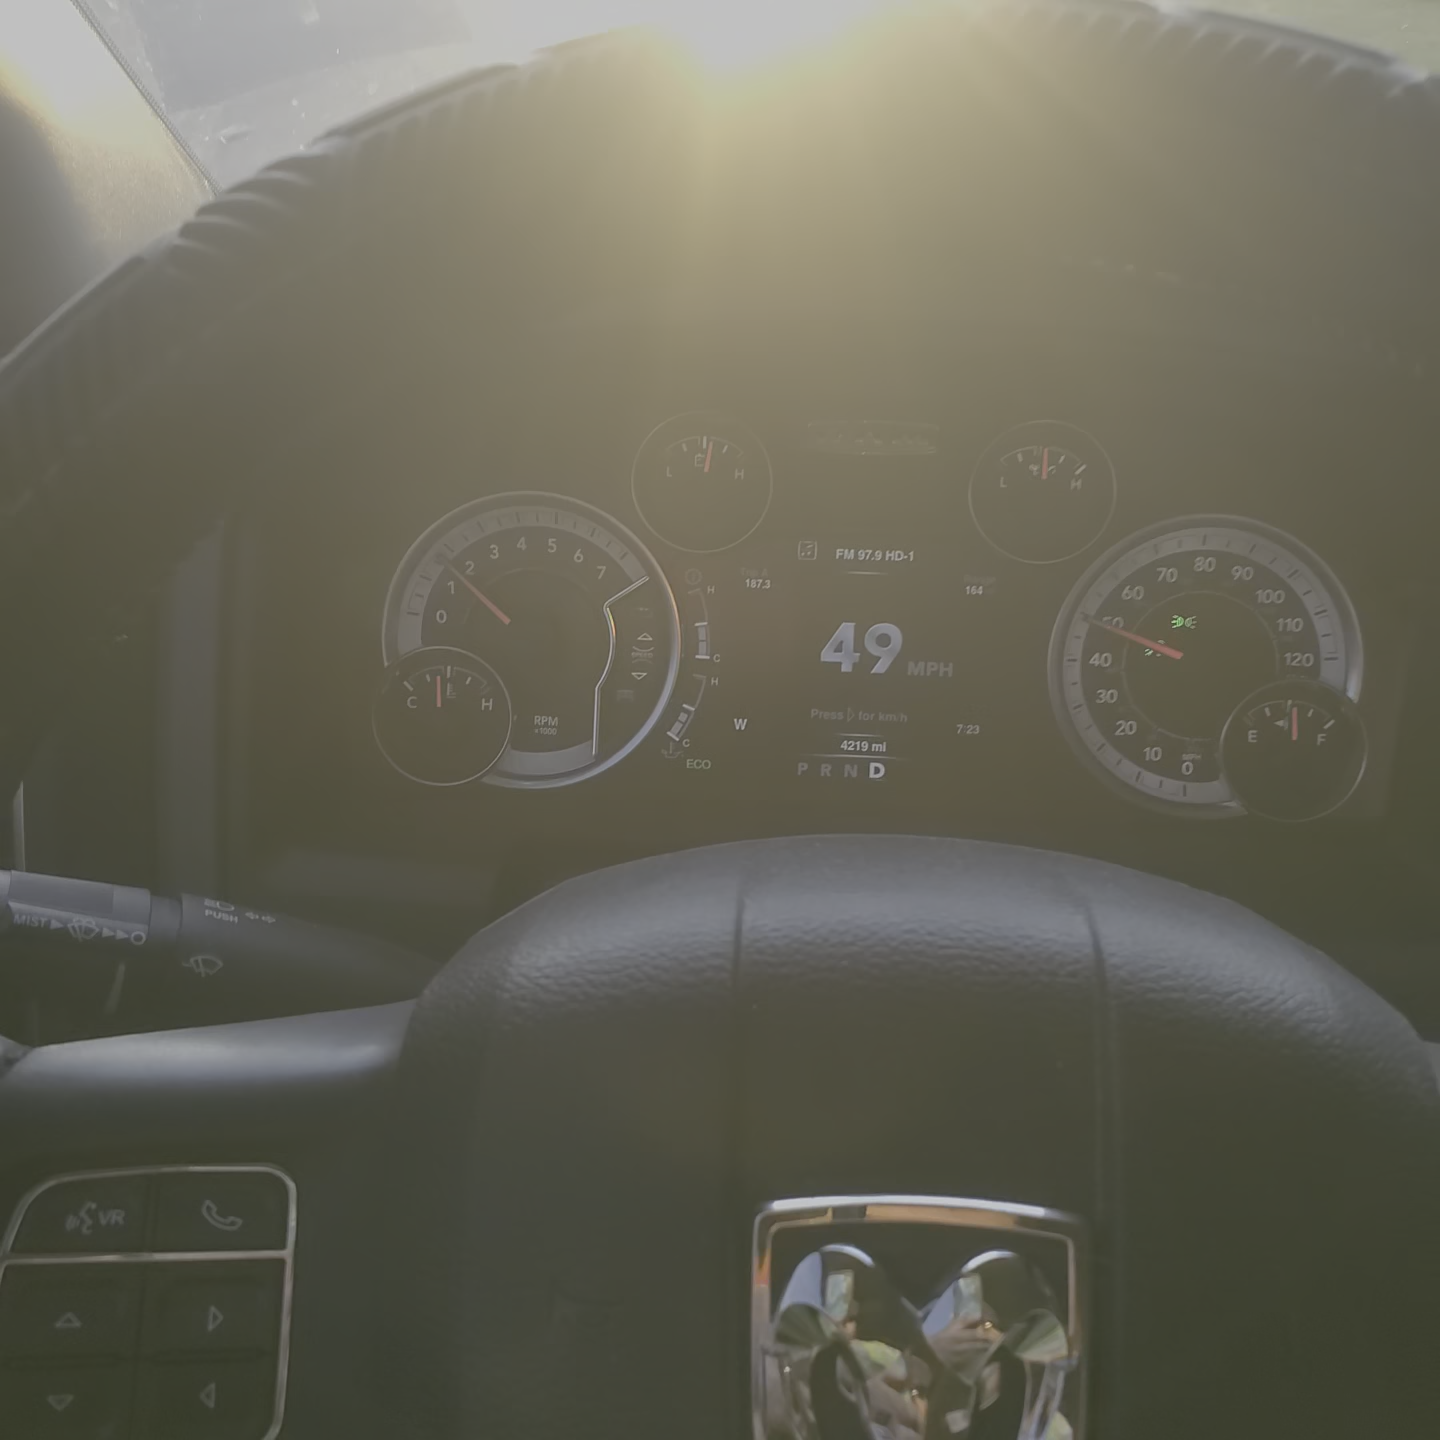 L E H
L H
FM 97.9 HD-1
Trip A
187.3
Range
164
0 1 2 3 4 5 6 7
RPM
x1000
C H
H
C
H
C
ECO
49 MPH
Press ▷ for km/h
W
7:23
4219 mi
P R N D
0 10 20 30 40 50 60 70 80 90 100 110 120
MPH
E F
MIST
PUSH
VR